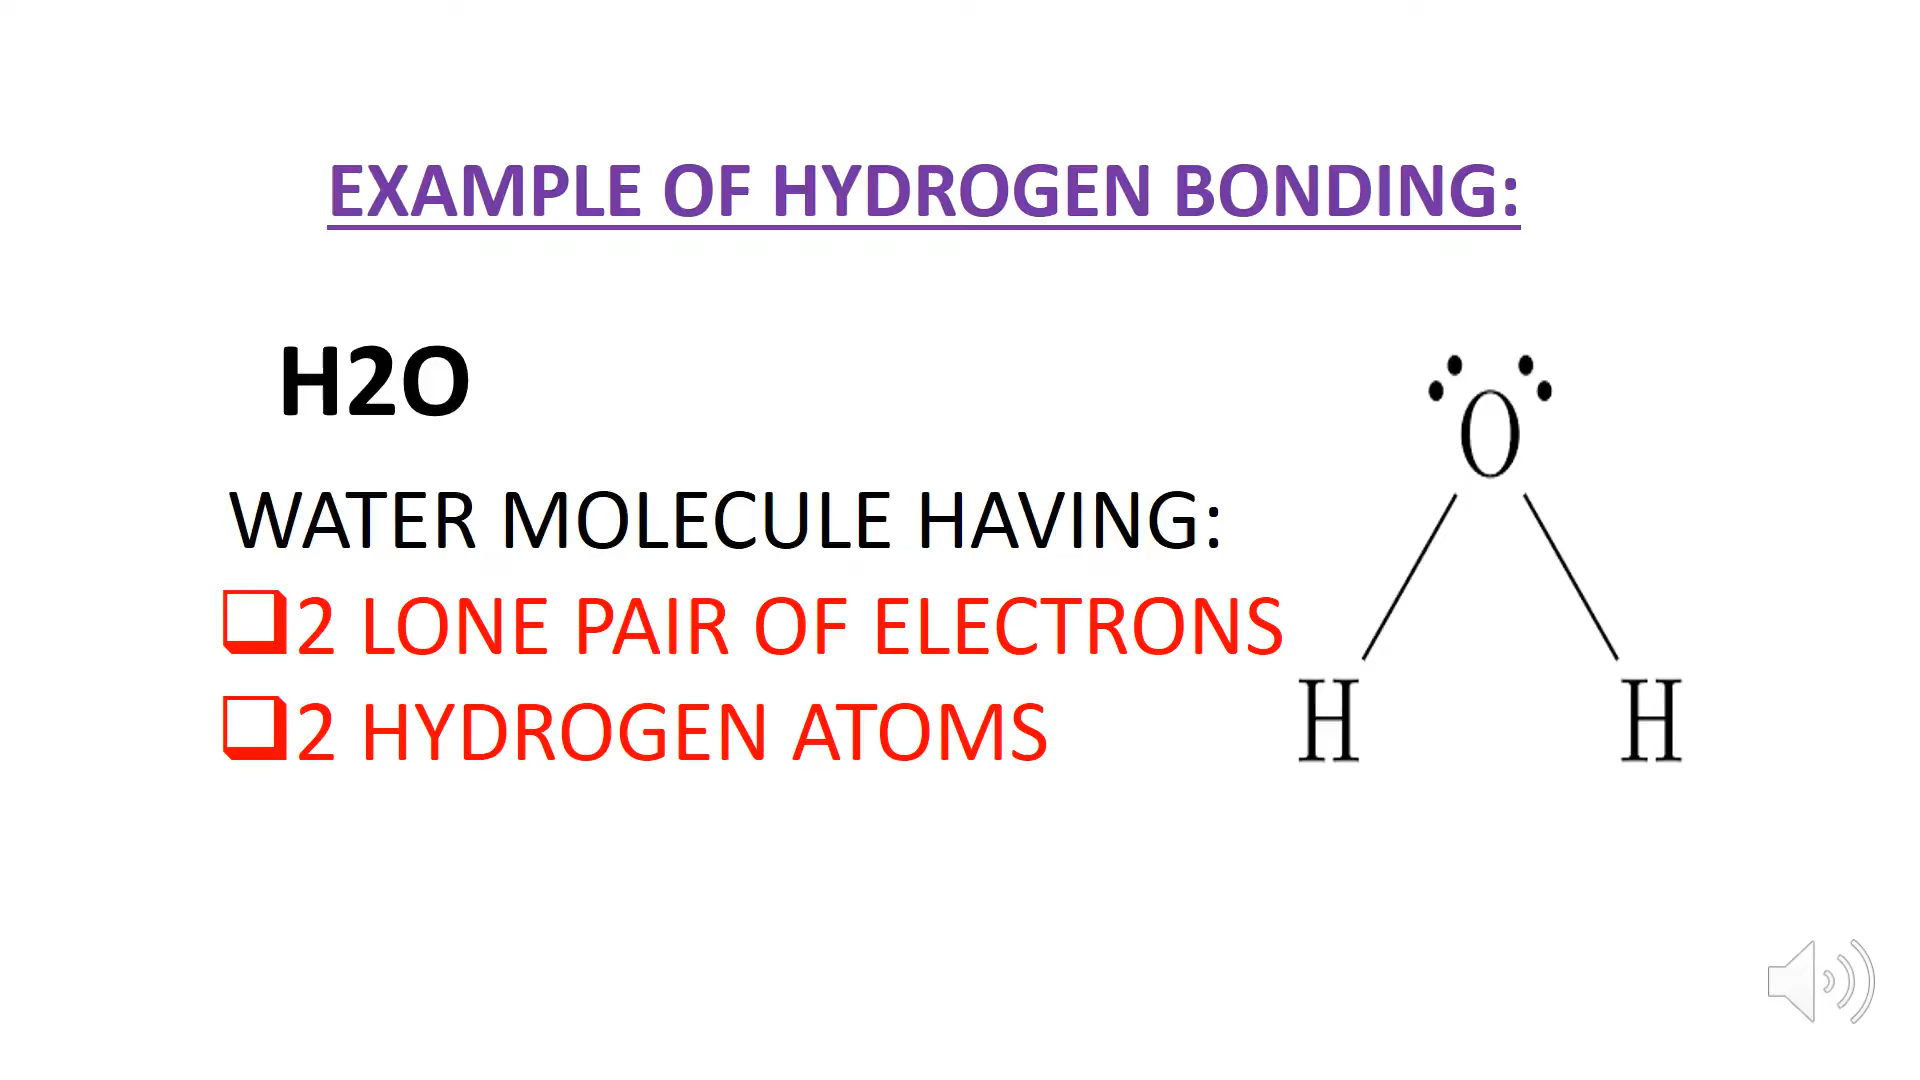 EXAMPLE OF HYDROGEN BONDING:
H2O
WATER MOLECULE HAVING:
2 LONE PAIR OF ELECTRONS
2 HYDROGEN ATOMS
O
H H